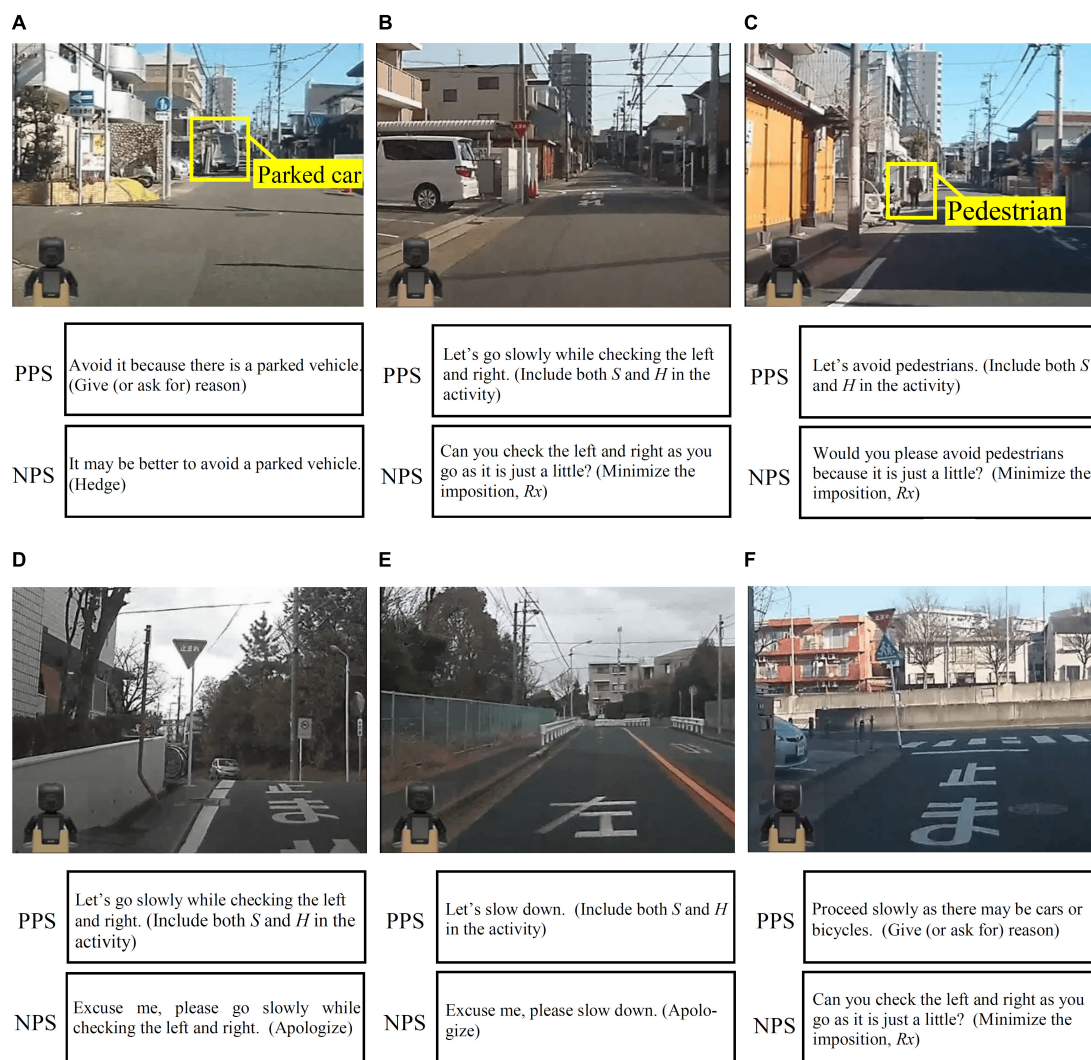 A
B
C
Parked car
Pedestrian
PPS
Avoid it because there is a parked vehicle.
(Give (or ask for) reason)
PPS
Let's go slowly while checking the left
and right. (Include both S and H in the
activity)
PPS
Let's avoid pedestrians. (Include both S
and H in the activity)
NPS
It may be better to avoid a parked vehicle.
(Hedge)
NPS
Can you check the left and right as you
go as it is just a little? (Minimize the
imposition, Rx)
NPS
Would you please avoid pedestrians
because it is just a little? (Minimize the
imposition, Rx)
D
E
F
止まれ
止
ま
止
ま
PPS
Let's go slowly while checking the left
and right. (Include both S and H in the
activity)
PPS
Let's slow down. (Include both S and H
in the activity)
PPS
Proceed slowly as there may be cars or
bicycles. (Give (or ask for) reason)
NPS
Excuse me, please go slowly while
checking the left and right. (Apologize)
NPS
Excuse me, please slow down. (Apolo-
gize)
NPS
Can you check the left and right as you
go as it is just a little? (Minimize the
imposition, Rx)